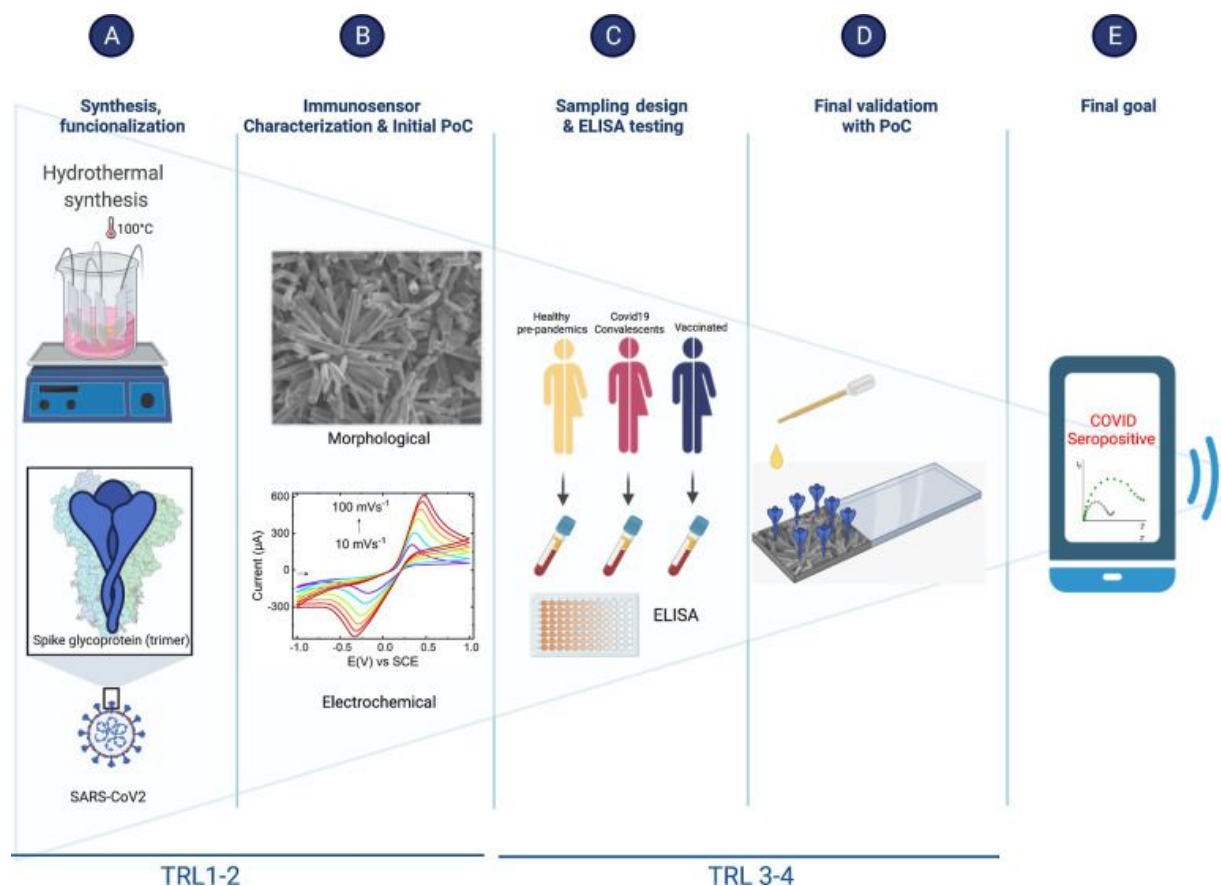 A
B
C
D
E
Synthesis,
funcionalization
Immunosensor
Characterization & Initial PoC
Sampling design
& ELISA testing
Final validatiom
with PoC
Final goal
Hydrothermal
synthesis
100°C
Spike glycoprotein (trimer)
SARS-CoV2
Morphological
600
300
0
-300
100 mVs⁻¹
10 mVs⁻¹
Current (µA)
-1.0
-0.5
0.0
0.5
1.0
E(V) vs SCE
Electrochemical
Healthy
pre-pandemics
Covid19
Convalescents
Vaccinated
ELISA
COVID
Seropositive
TRL1-2
TRL 3-4